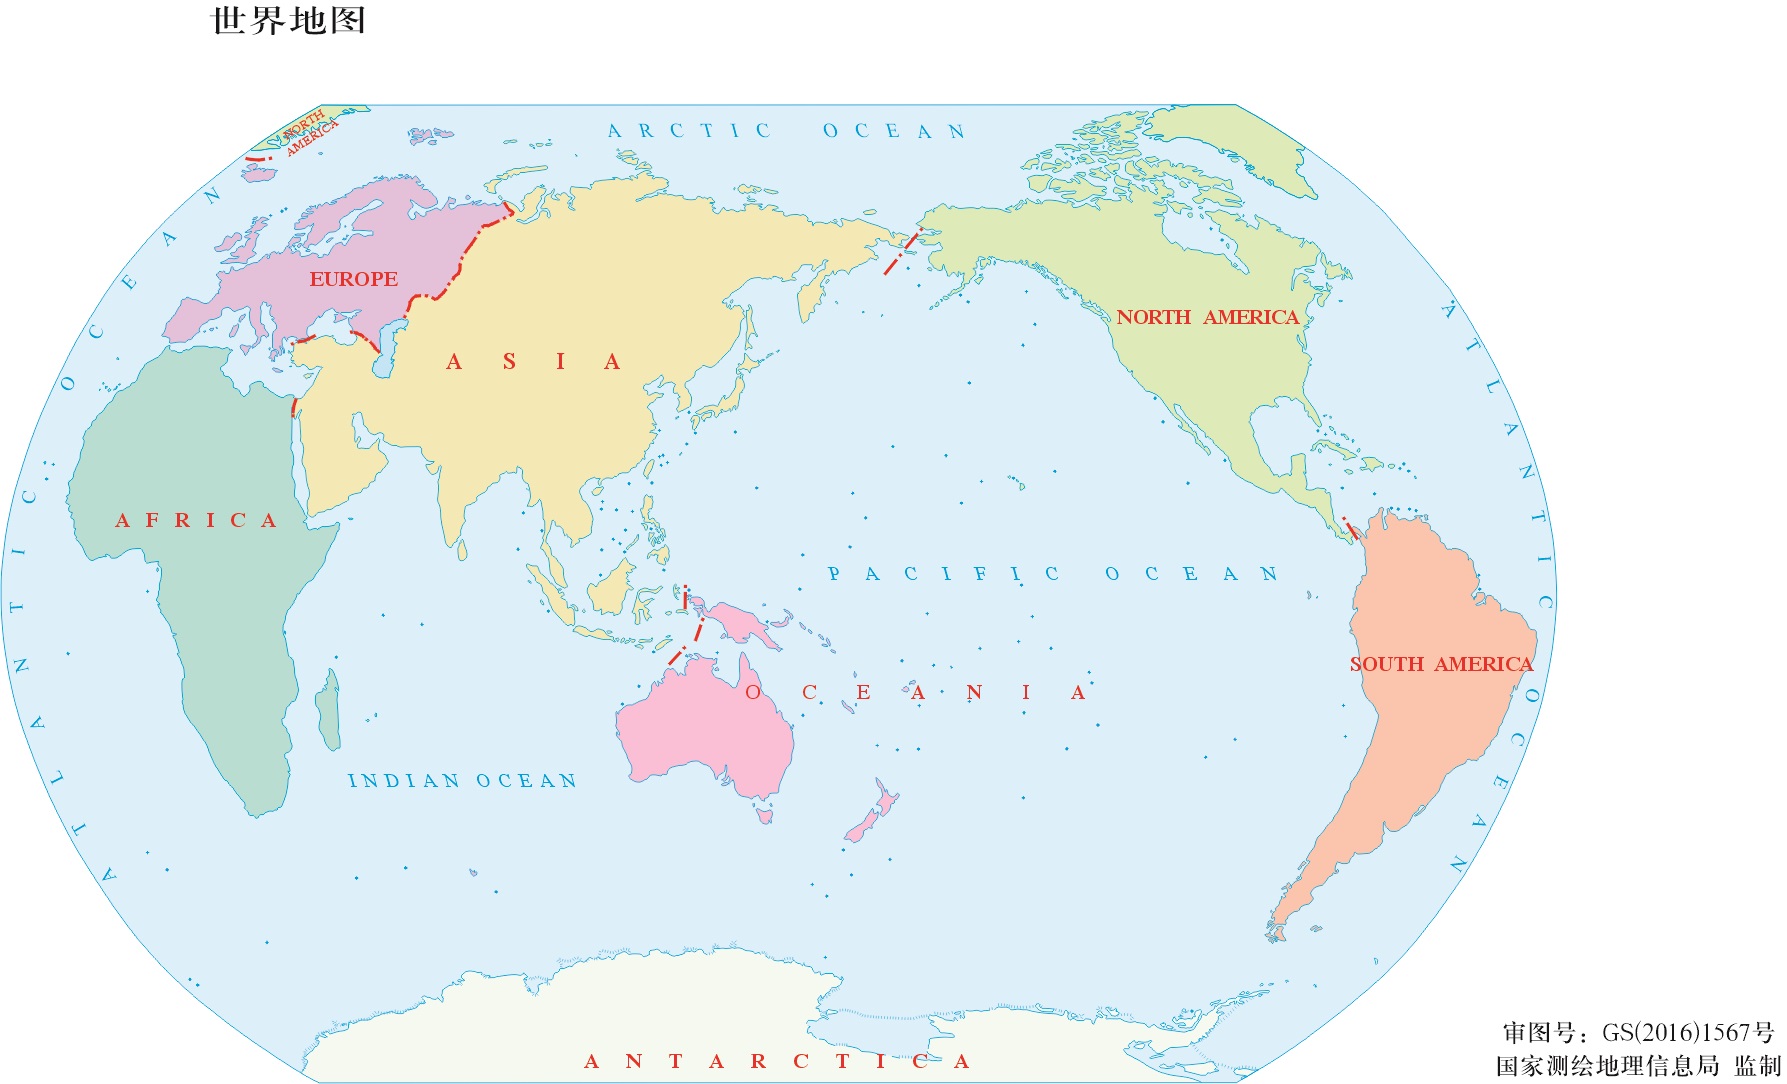 世界地图
NORTH
AMERICA
ARCTIC OCEAN
ATLANTIC OCEAN
EUROPE
ASIA
NORTH AMERICA
ATLANTIC OCEAN
AFRICA
PACIFIC OCEAN
SOUTH AMERICA
OCEANIA
INDIAN OCEAN
ANTARCTICA
审图号：GS(2016)1567号
国家测绘地理信息局 监制